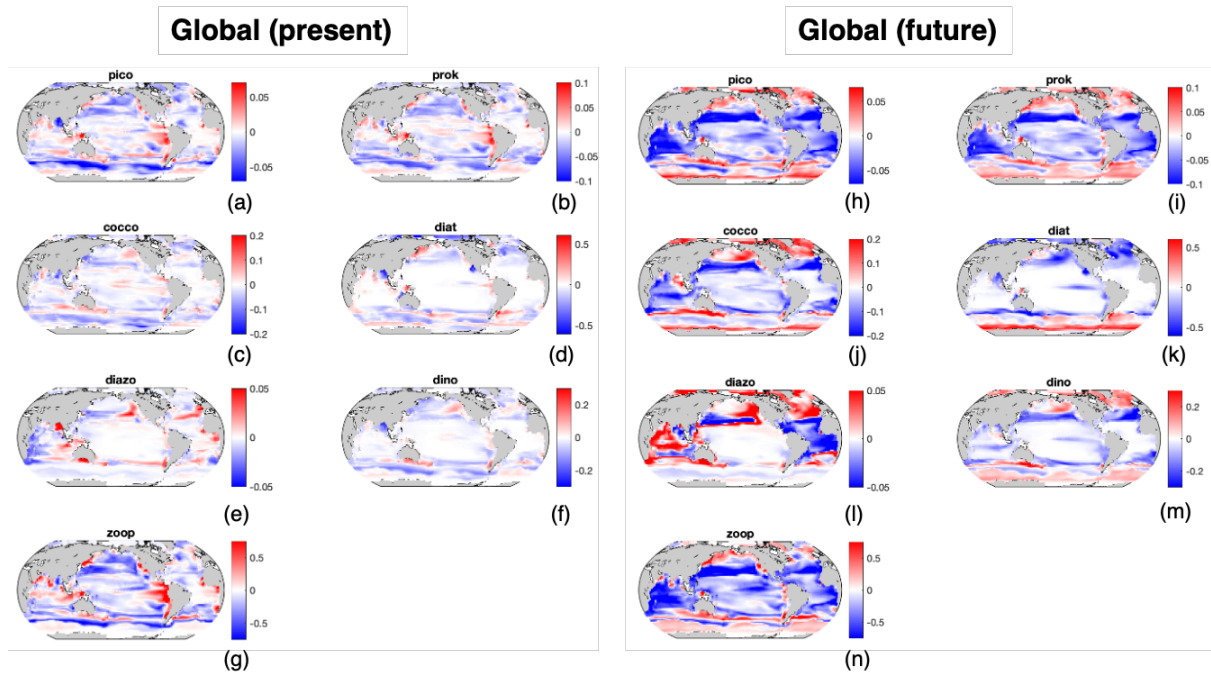 Global (present)
Global (future)
pico
0.05
0
-0.05
(a)
prok
0.1
0.05
0
-0.05
-0.1
(b)
cocco
0.2
0.1
0
-0.1
-0.2
(c)
diat
0.5
0
-0.5
(d)
diazo
0.05
0
-0.05
(e)
dino
0.2
0
-0.2
(f)
zoop
0.5
0
-0.5
(g)
pico
0.05
0
-0.05
(h)
prok
0.1
0.05
0
-0.05
-0.1
(i)
cocco
0.2
0.1
0
-0.1
-0.2
(j)
diat
0.5
0
-0.5
(k)
diazo
0.05
0
-0.05
(l)
dino
0.2
0
-0.2
(m)
zoop
0.5
0
-0.5
(n)